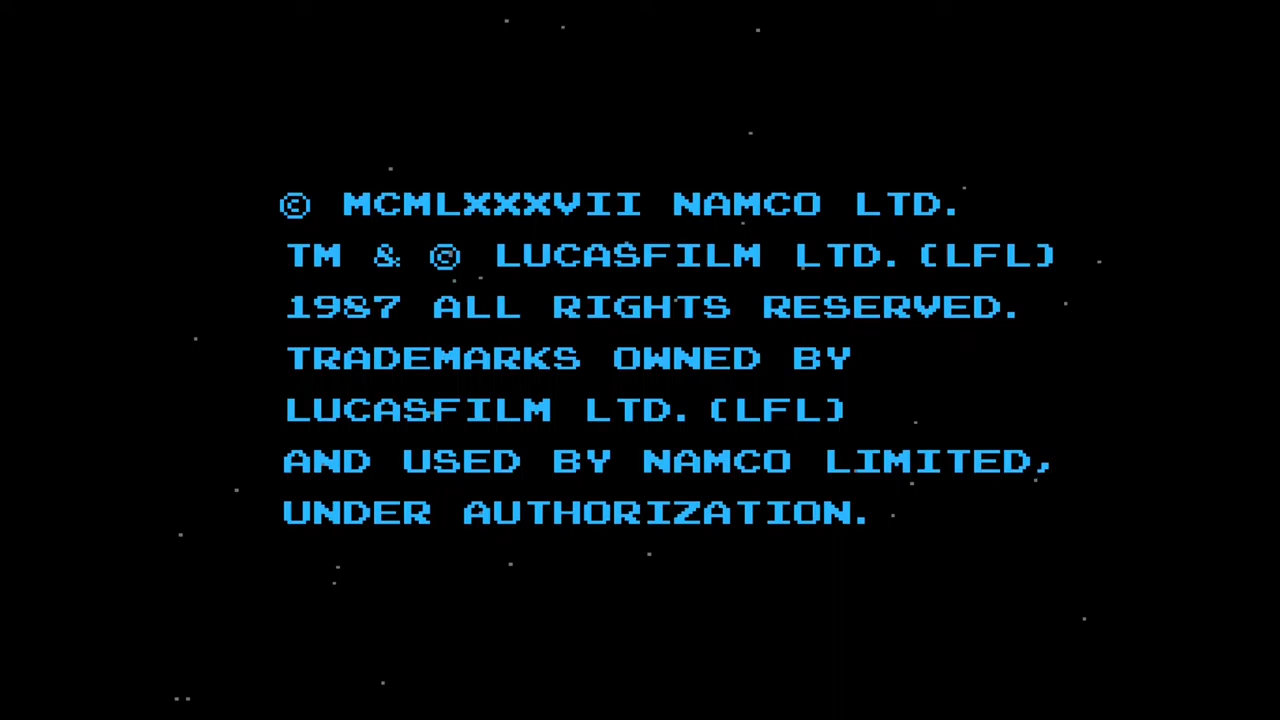 © MCMLXXXVII NAMCO LTD.
TM & © LUCASFILM LTD.(LFL)
1987 ALL RIGHTS RESERVED.
TRADEMARKS OWNED BY
LUCASFILM LTD.(LFL)
AND USED BY NAMCO LIMITED,
UNDER AUTHORIZATION.